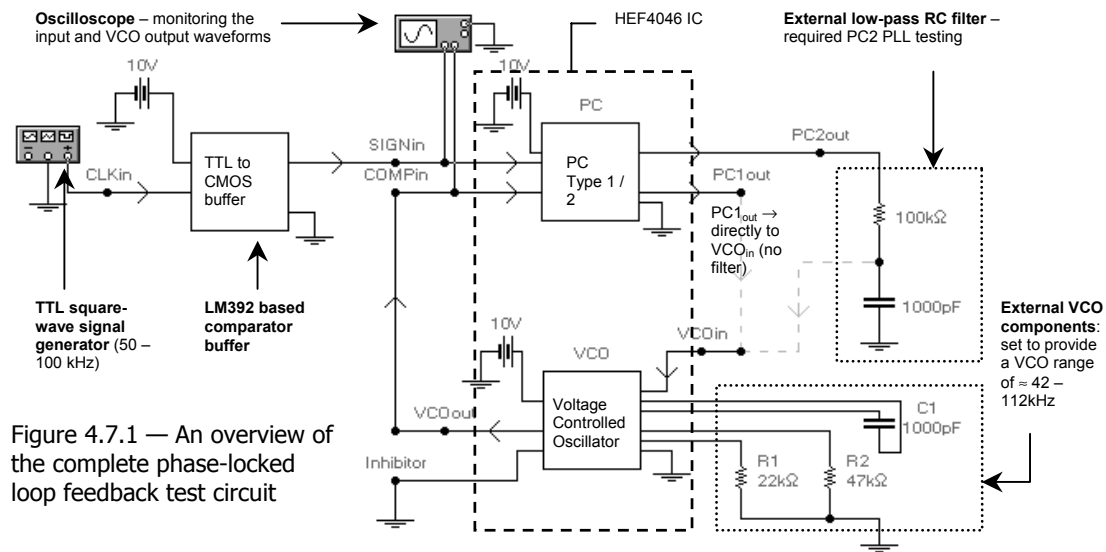 Oscilloscope – monitoring the
input and VCO output waveforms
HEF4046 IC
External low-pass RC filter –
required PC2 PLL testing
10V
10V
PC
PC2out
TTL to
CMOS
buffer
SIGNin
COMPin
CLKin
PC
Type 1 /
2
PC1out
PC1out →
directly to
VCOin (no
filter)
100kΩ
1000pF
TTL square-
wave signal
generator (50 –
100 kHz)
LM392 based
comparator
buffer
External VCO
components:
set to provide
a VCO range
of ≈ 42 –
112kHz
10V
VCO
VCOin
VCOout
Voltage
Controlled
Oscillator
C1
1000pF
Inhibitor
R1
22kΩ
R2
47kΩ
Figure 4.7.1 — An overview of
the complete phase-locked
loop feedback test circuit